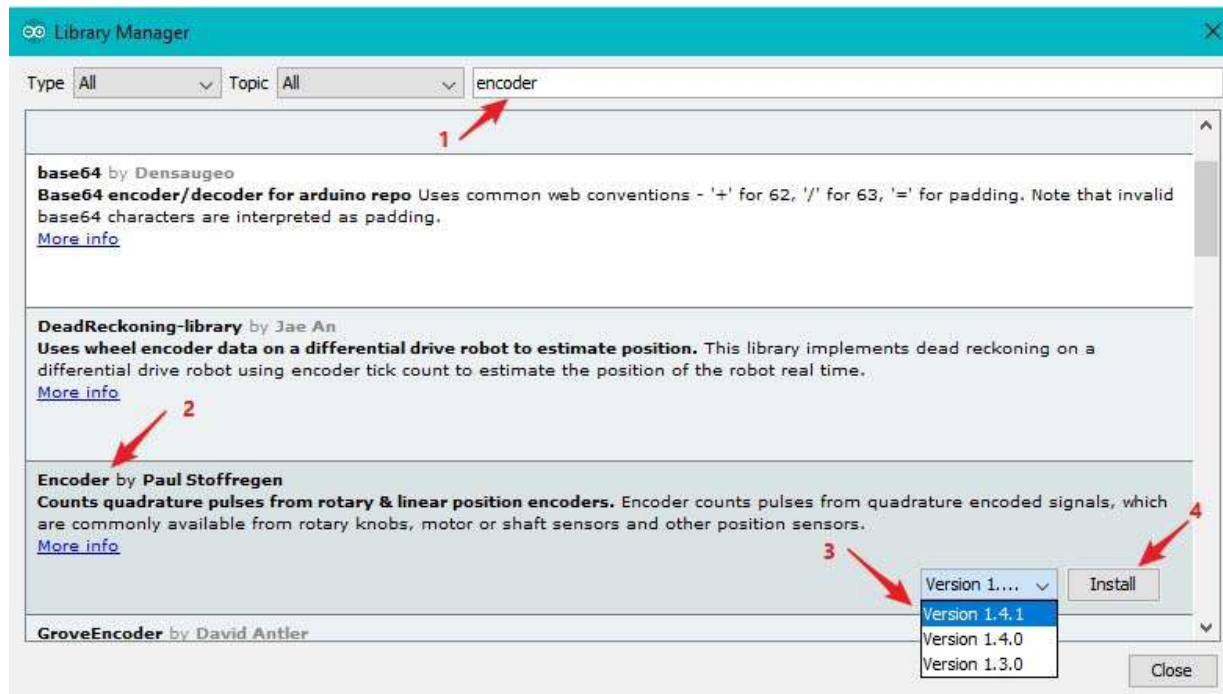 Library Manager
Type All Topic All encoder
1
base64 by Densaugeo
Base64 encoder/decoder for arduino repo Uses common web conventions - '+' for 62, '/' for 63, '=' for padding. Note that invalid
base64 characters are interpreted as padding.
More info
DeadReckoning-library by Jae An
Uses wheel encoder data on a differential drive robot to estimate position. This library implements dead reckoning on a
differential drive robot using encoder tick count to estimate the position of the robot real time.
More info
2
Encoder by Paul Stoffregen
Counts quadrature pulses from rotary & linear position encoders. Encoder counts pulses from quadrature encoded signals, which
are commonly available from rotary knobs, motor or shaft sensors and other position sensors.
4
More info
3
Version 1.... Install
Version 1.4.1
Version 1.4.0
Version 1.3.0
GroveEncoder by David Antler
Close